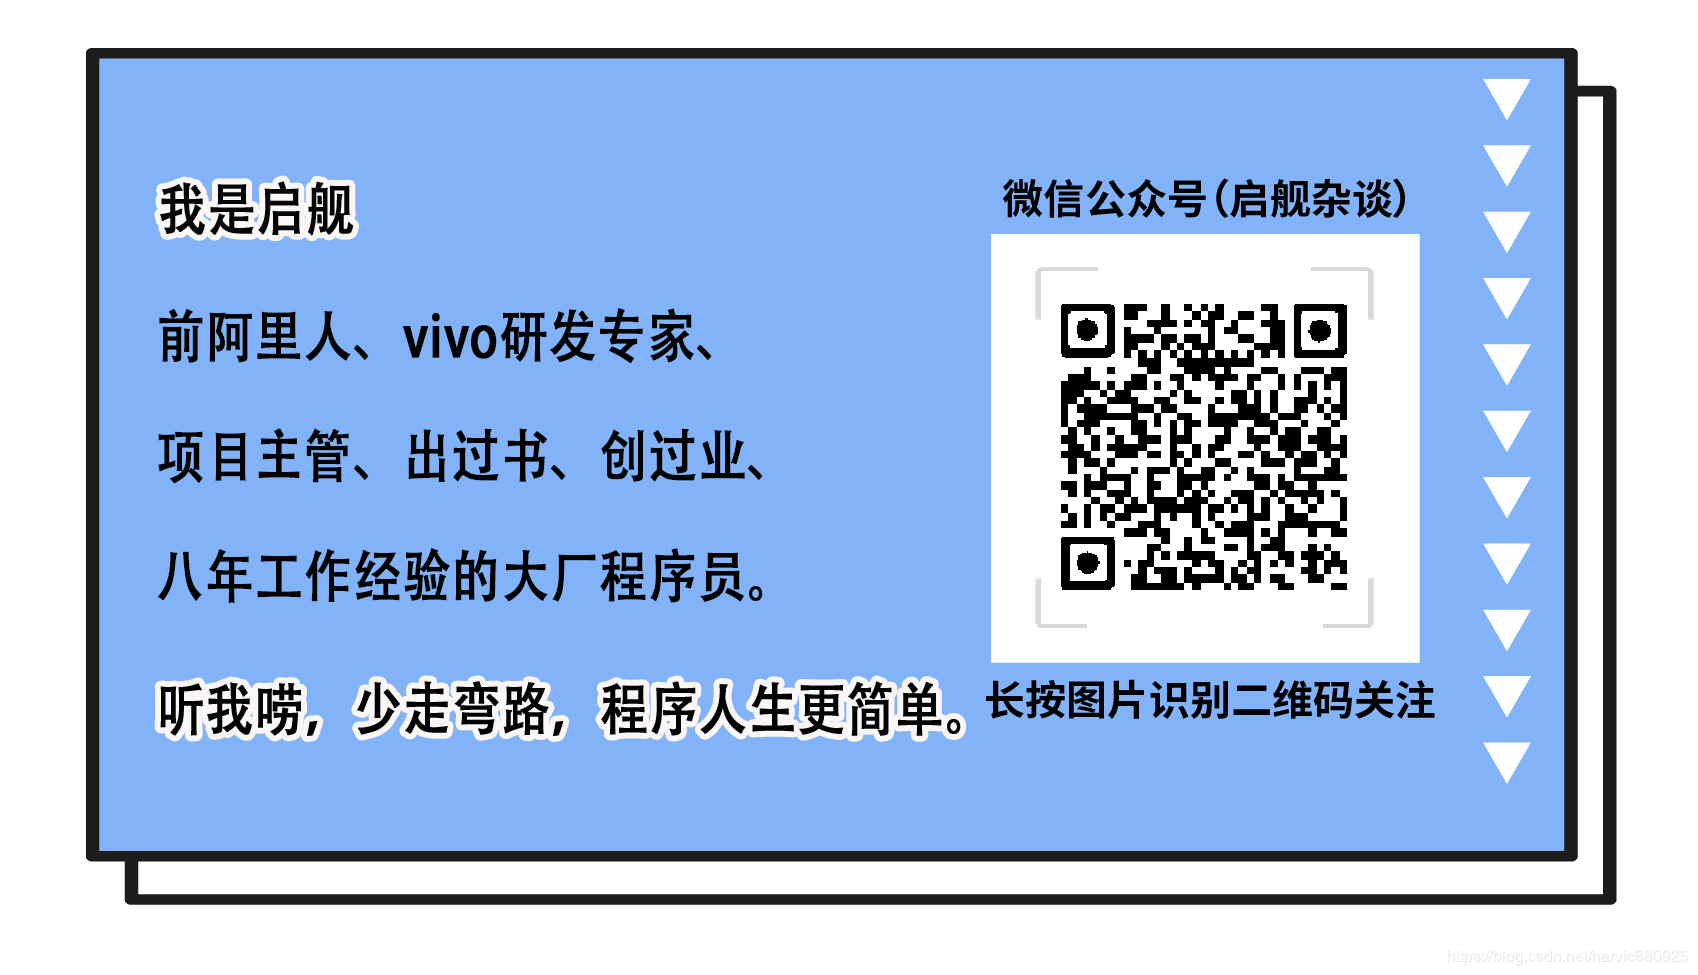 我是启舰
前阿里人、vivo研发专家、
项目主管、出过书、创过业、
八年工作经验的大厂程序员。
听我唠，少走弯路，程序人生更简单。
微信公众号（启舰杂谈）
长按图片识别二维码关注
https://blog.csdn.net/harvic880925